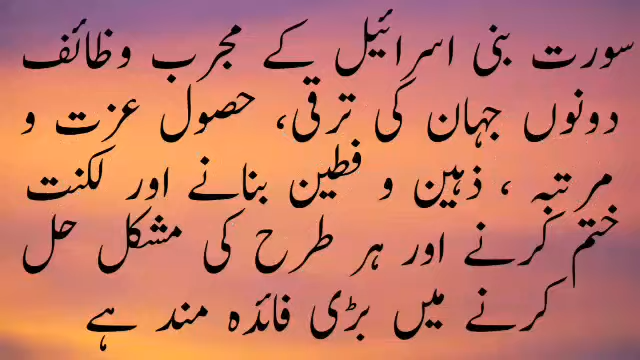 سورت بنی اسرائیل کے مجرب وظائف
دونوں جہان کی ترقی، حصول عزت و
مرتبہ ، ذہین و فطین بنانے اور لکنت
ختم کرنے اور ہر طرح کی مشکل حل
کرنے میں بڑی فائدہ مند ہے